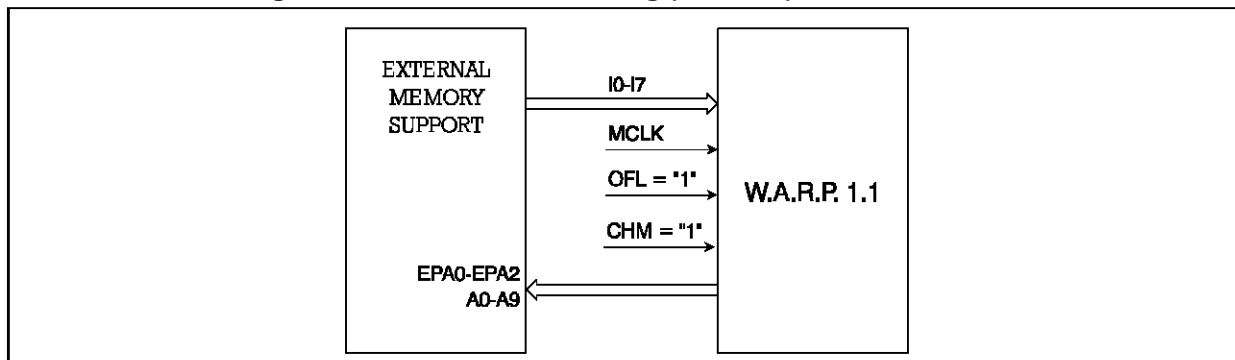 EXTERNAL
MEMORY
SUPPORT
I0-I7
MCLK
OFL = "1"
CHM = "1"
W.A.R.P. 1.1
EPA0-EPA2
A0-A9